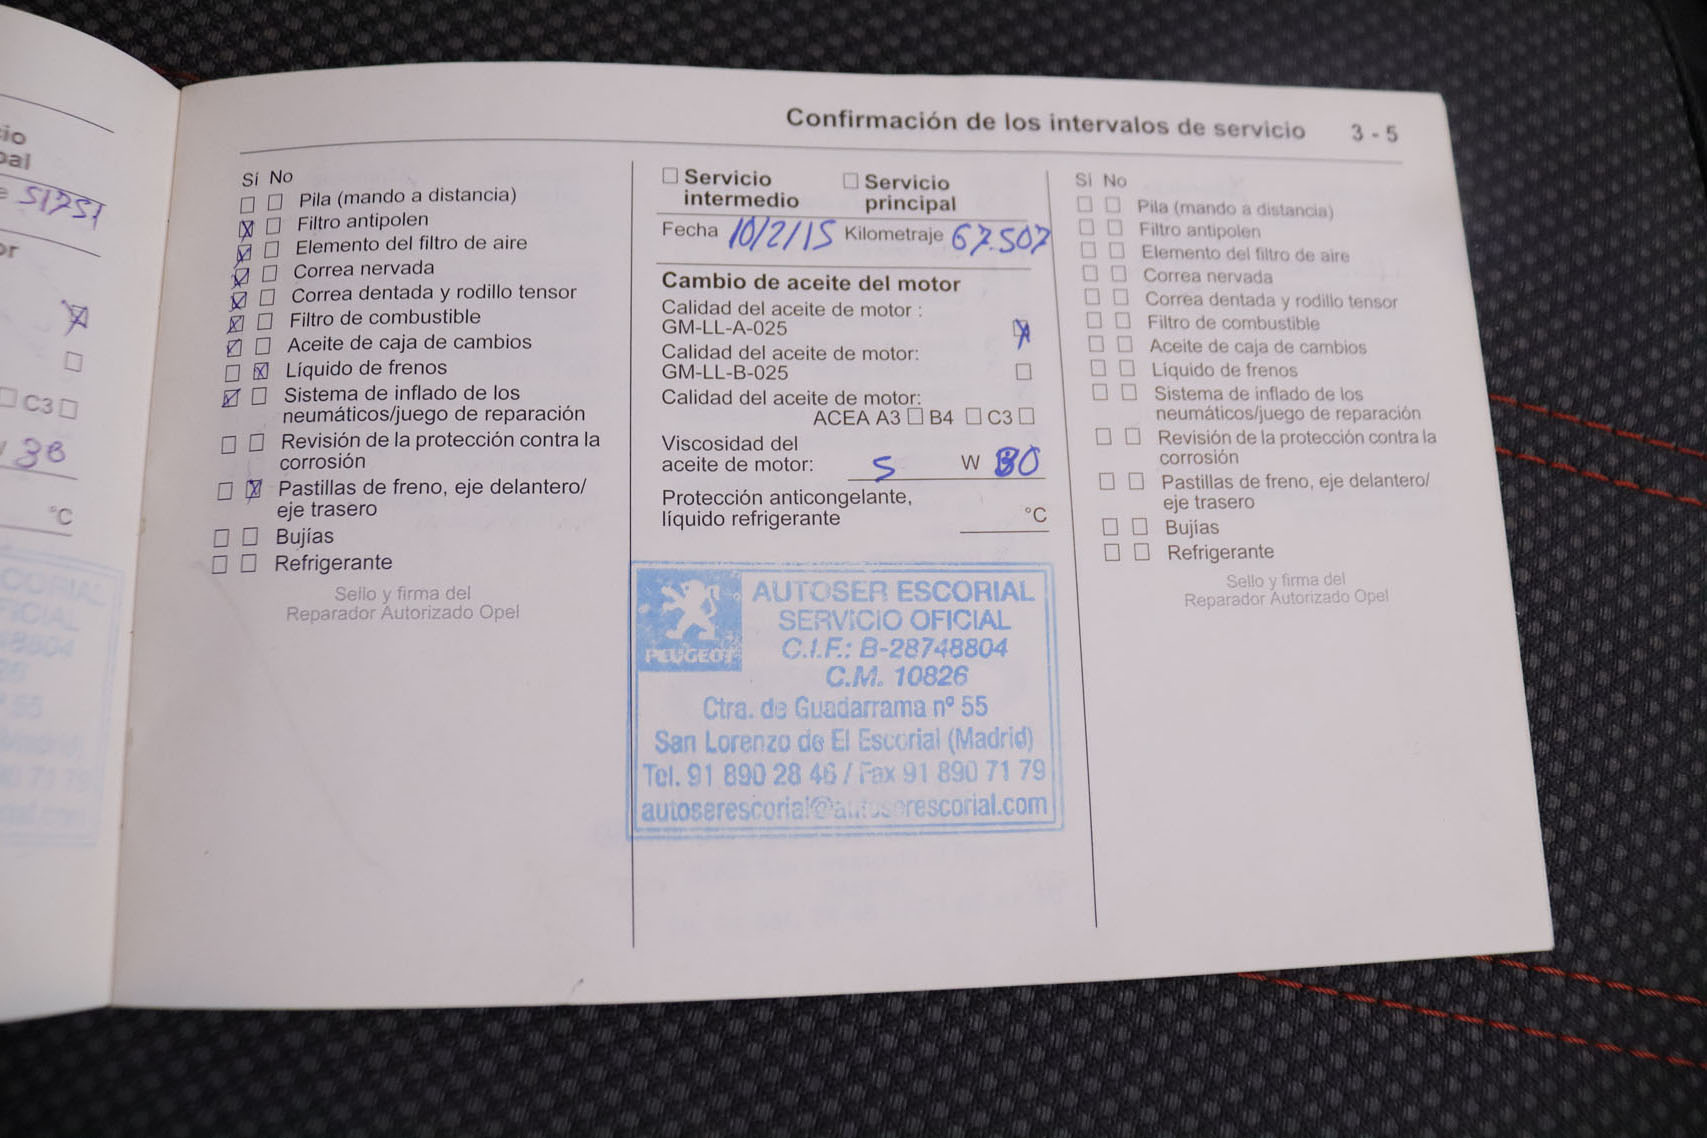 Confirmación de los intervalos de servicio 3 - 5
cio
pal
51751
or
C3
30
°C
Sí No
Pila (mando a distancia)
Filtro antipolen
Elemento del filtro de aire
Correa nervada
Correa dentada y rodillo tensor
Filtro de combustible
Aceite de caja de cambios
Líquido de frenos
Sistema de inflado de los
neumáticos/juego de reparación
Revisión de la protección contra la
corrosión
Pastillas de freno, eje delantero/
eje trasero
Bujías
Refrigerante
Sello y firma del
Reparador Autorizado Opel
Servicio
intermedio
Servicio
principal
Fecha 10/2/15 Kilometraje 67.507
Cambio de aceite del motor
Calidad del aceite de motor :
GM-LL-A-025
Calidad del aceite de motor:
GM-LL-B-025
Calidad del aceite de motor:
ACEA A3 B4 C3
Viscosidad del
aceite de motor: 5 W 30
Protección anticongelante,
líquido refrigerante °C
PEUGEOT
AUTOSER ESCORIAL
SERVICIO OFICIAL
C.I.F.: B-28748804
C.M. 10826
Ctra. de Guadarrama nº 55
San Lorenzo de El Escorial (Madrid)
Tel. 91 890 28 46 / Fax 91 890 71 79
autoserescorial@autoserescorial.com
Sí No
Pila (mando a distancia)
Filtro antipolen
Elemento del filtro de aire
Correa nervada
Correa dentada y rodillo tensor
Filtro de combustible
Aceite de caja de cambios
Líquido de frenos
Sistema de inflado de los
neumáticos/juego de reparación
Revisión de la protección contra la
corrosión
Pastillas de freno, eje delantero/
eje trasero
Bujías
Refrigerante
Sello y firma del
Reparador Autorizado Opel